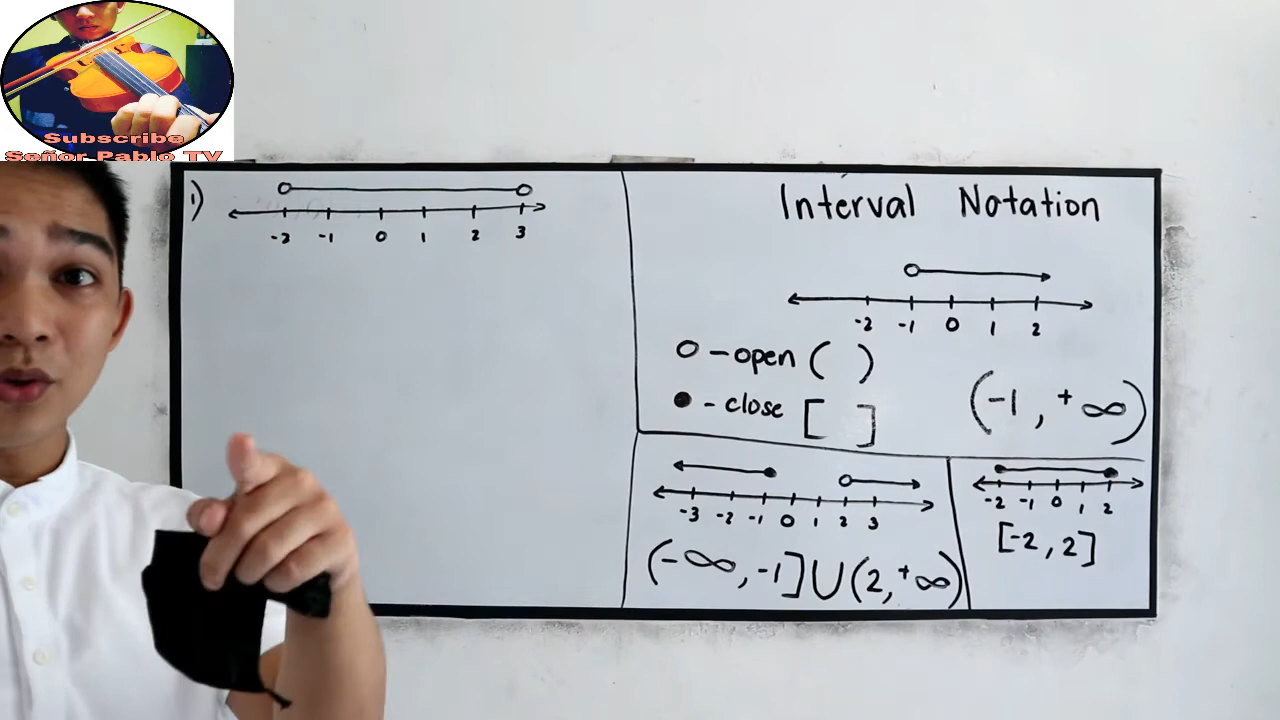 Subscribe
Señor Pablo TV
1)
-2 -1 0 1 2 3
Interval Notation
-2 -1 0 1 2
○ - open ( )
● - close [ ]
(-1, +∞)
-3 -2 -1 0 1 2 3
(-∞, -1] ∪ (2, +∞)
-2 -1 0 1 2
[-2, 2]